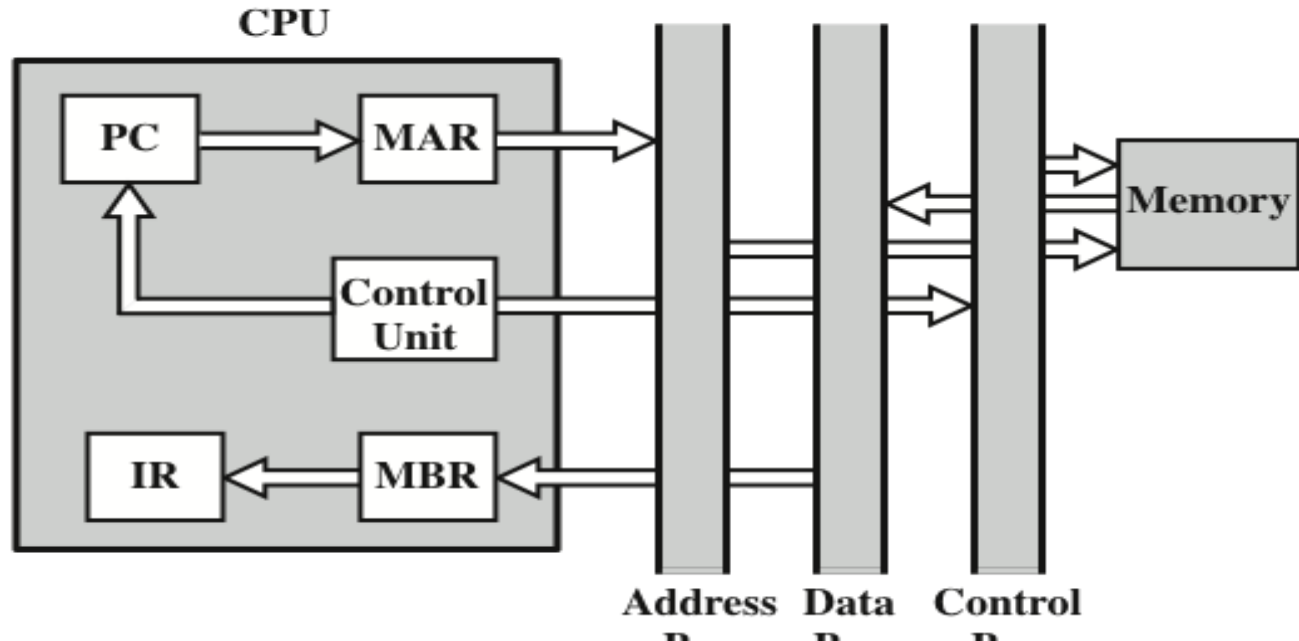 CPU
PC
MAR
Memory
Control
Unit
IR
MBR
Address
Data
Control